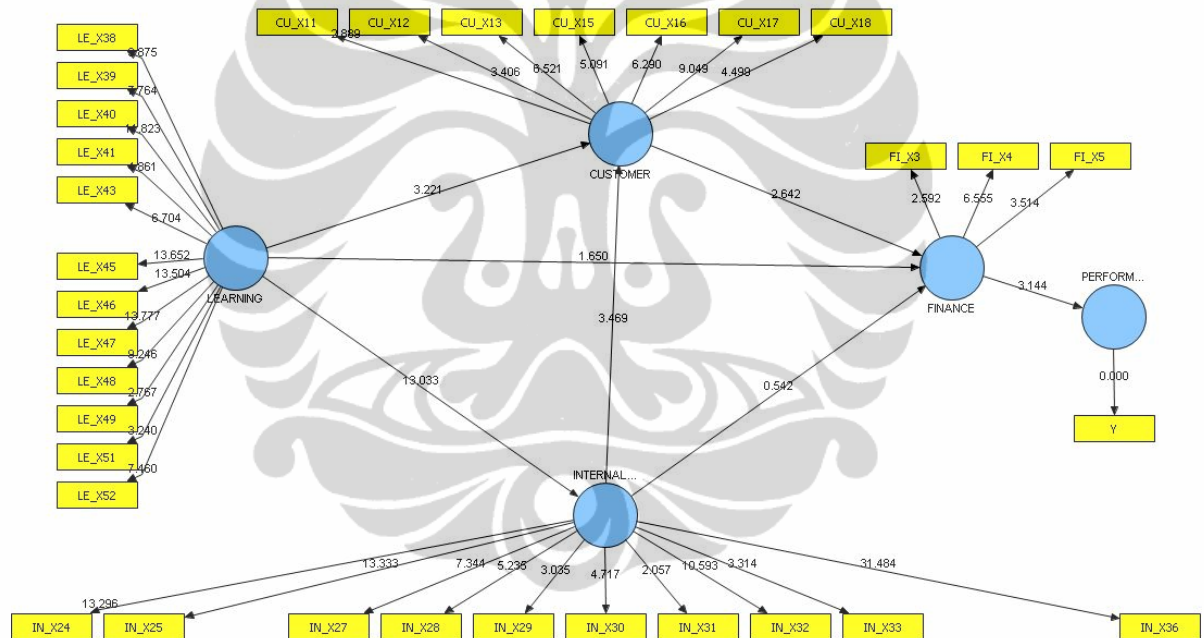 CU_X11 CU_X12 CU_X13 CU_X15 CU_X16 CU_X17 CU_X18
2.889 3.406 6.521 5.091 6.290 9.049 4.499
LE_X38
LE_X39
7.764
LE_X40
LE_X41
LE_X43
6.704
CUSTOMER
FI_X3 FI_X4 FI_X5
2.592 6.555 3.514
3.221
2.642
LE_X45
13.652
LE_X46
13.504
LE_X47
13.777
LE_X48
9.246
LE_X49
2.767
LE_X51
3.240
LE_X52
7.460
LEARNING
1.650
FINANCE
3.144
PERFORM...
0.000
Y
3.469
13.033
0.542
INTERNAL...
13.296 13.333 7.344 5.235 3.035 4.717 2.057 10.593 3.314 31.484
IN_X24 IN_X25 IN_X27 IN_X28 IN_X29 IN_X30 IN_X31 IN_X32 IN_X33 IN_X36